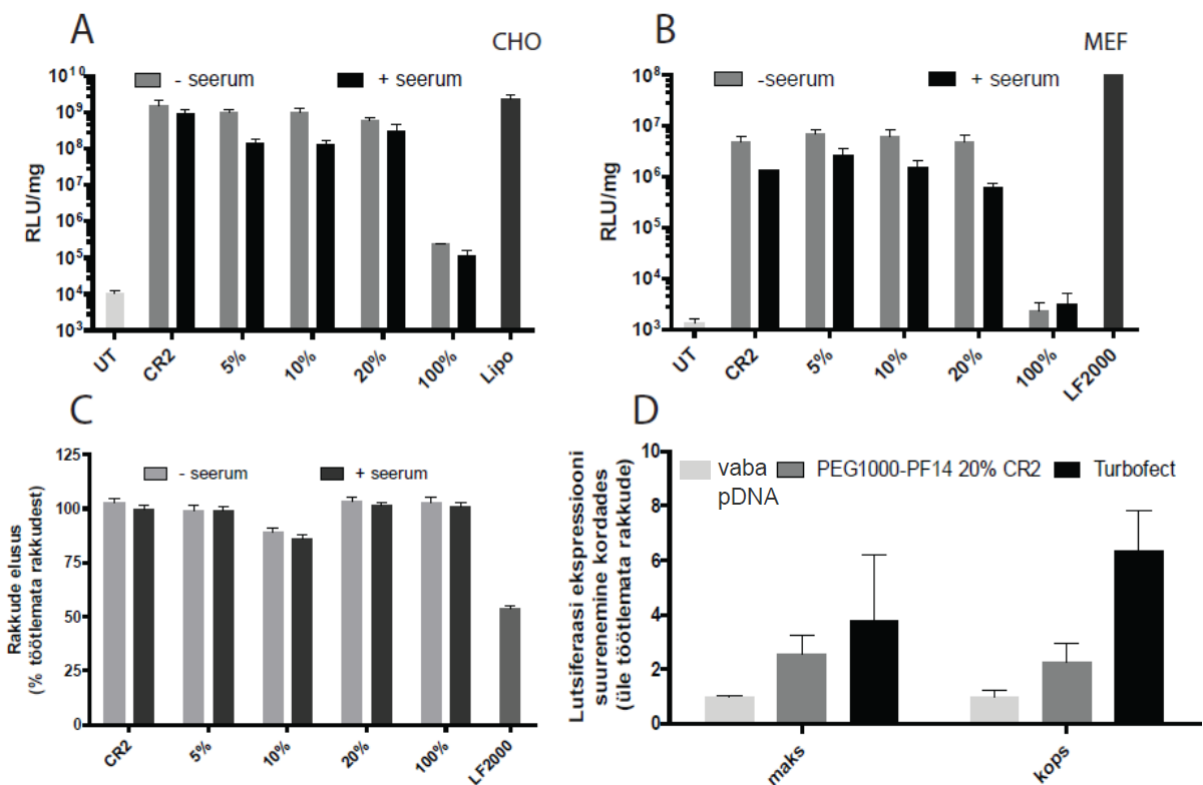 A
CHO
- seerum + seerum
RLU/mg
10^10
10^9
10^8
10^7
10^6
10^5
10^4
10^3
UT CR2 5% 10% 20% 100% Lipo
B
MEF
-seerum + seerum
RLU/mg
10^8
10^7
10^6
10^5
10^4
10^3
UT CR2 5% 10% 20% 100% LF2000
C
- seerum + seerum
Rakkude elusus
(% töötlemata rakkudest)
125
100
75
50
25
0
CR2 5% 10% 20% 100% LF2000
D
vaba PEG1000-PF14 20% CR2 Turbofect
pDNA
Lutsiferaasi ekspressiooni
suurenemine kordades
(üle töötlemata rakkude)
10
8
6
4
2
0
maks kops